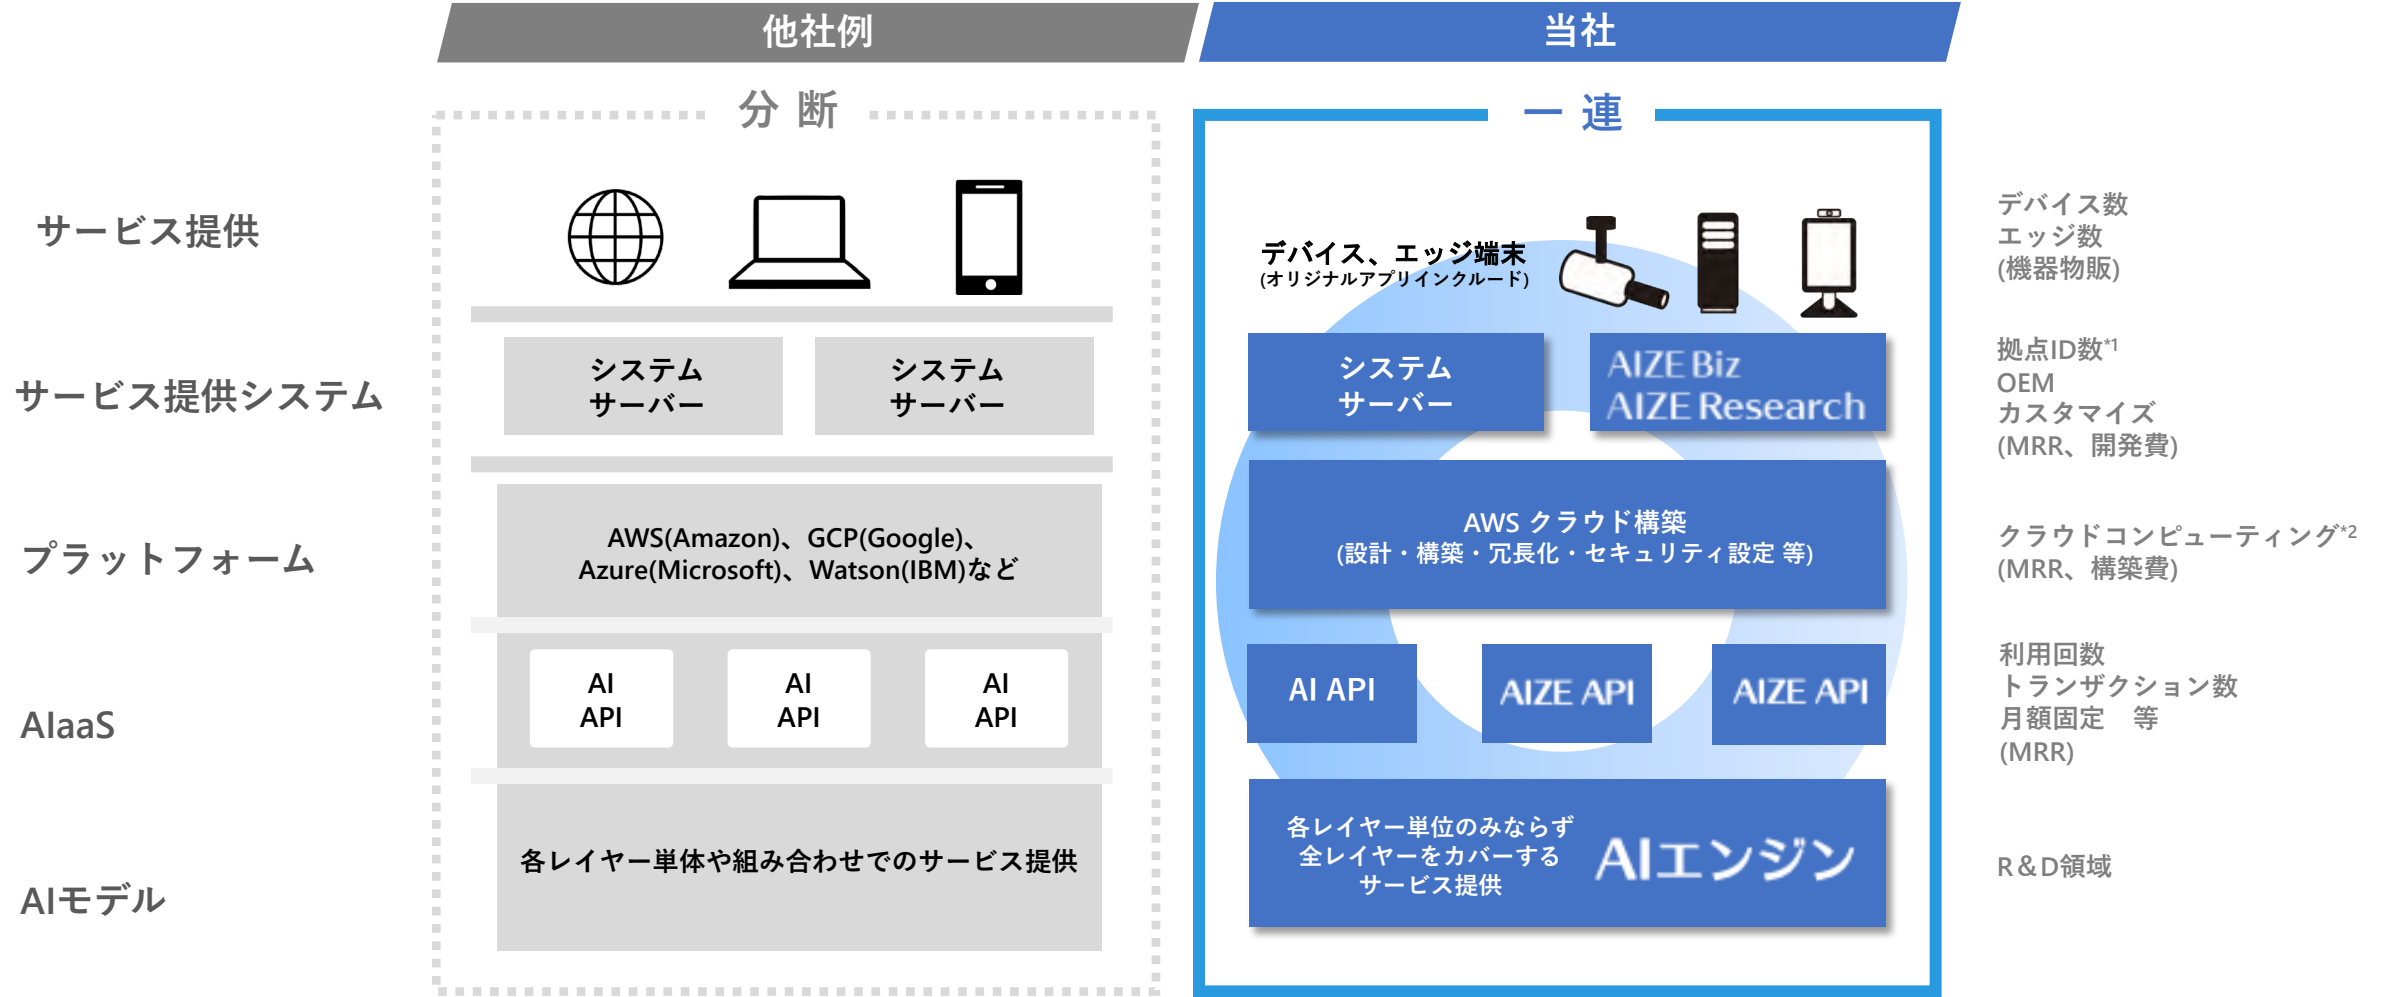 他社例
当社
分 断
一 連
サービス提供
デバイス、エッジ端末
(オリジナルアプリインクルード)
デバイス数
エッジ数
(機器物販)
サービス提供システム
システム
サーバー
システム
サーバー
システム
サーバー
AIZE Biz
AIZE Research
拠点ID数*1
OEM
カスタマイズ
(MRR、開発費)
プラットフォーム
AWS(Amazon)、GCP(Google)、
Azure(Microsoft)、Watson(IBM)など
AWS クラウド構築
(設計・構築・冗長化・セキュリティ設定 等)
クラウドコンピューティング*2
(MRR、構築費)
AIaaS
AI
API
AI
API
AI
API
AI API
AIZE API
AIZE API
利用回数
トランザクション数
月額固定　等
(MRR)
AIモデル
各レイヤー単体や組み合わせでのサービス提供
各レイヤー単位のみならず
全レイヤーをカバーする
サービス提供
AIエンジン
R＆D領域